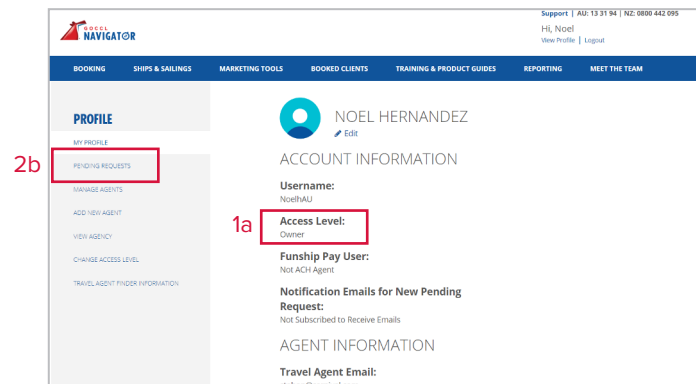 Support | AU: 13 31 94 | NZ: 0800 442 095
GOCCL
NAVIGATOR
Hi, Noel
View Profile | Logout
BOOKING SHIPS & SAILINGS MARKETING TOOLS BOOKED CLIENTS TRAINING & PRODUCT GUIDES REPORTING MEET THE TEAM
PROFILE
MY PROFILE
2b
PENDING REQUESTS
MANAGE AGENTS
ADD NEW AGENT
VIEW AGENCY
CHANGE ACCESS LEVEL
TRAVEL AGENT FINDER INFORMATION
NOEL HERNANDEZ
Edit
ACCOUNT INFORMATION
Username:
NoelhAU
1a
Access Level:
Owner
Funship Pay User:
Not ACH Agent
Notification Emails for New Pending
Request:
Not Subscribed to Receive Emails
AGENT INFORMATION
Travel Agent Email: